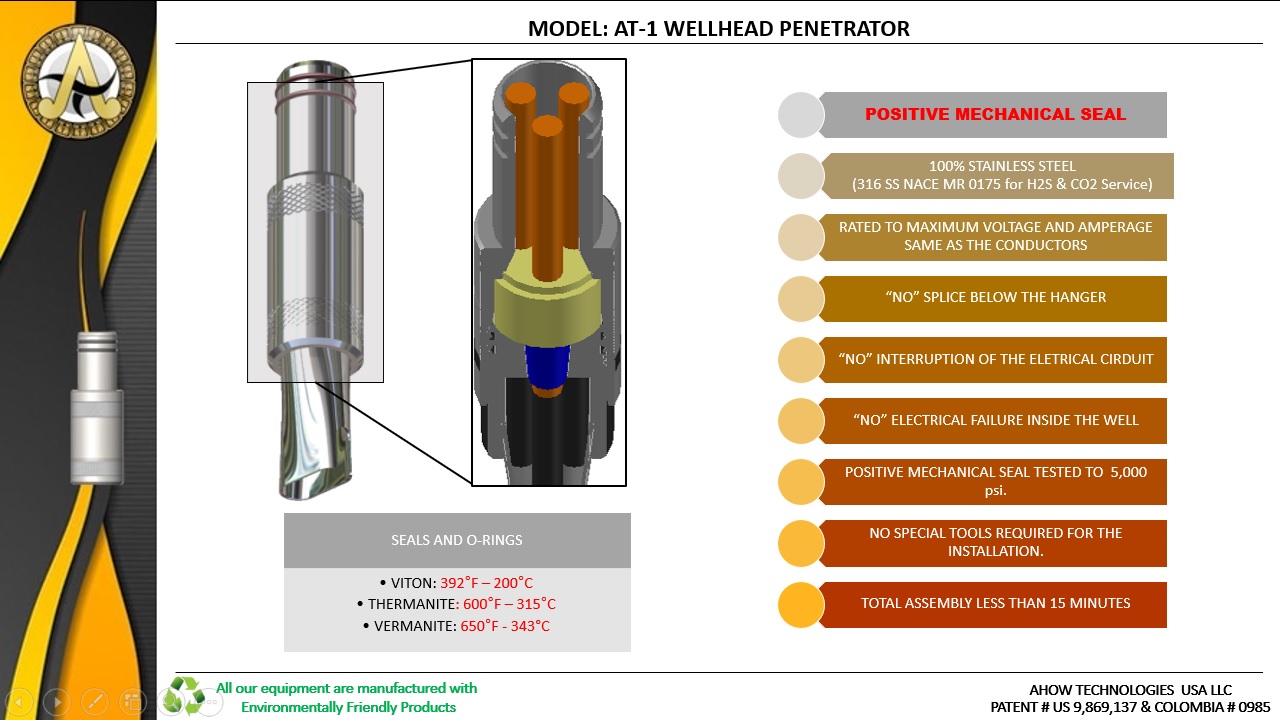 MODEL: AT-1 WELLHEAD PENETRATOR
POSITIVE MECHANICAL SEAL
100% STAINLESS STEEL
(316 SS NACE MR 0175 for H2S & CO2 Service)
RATED TO MAXIMUM VOLTAGE AND AMPERAGE
SAME AS THE CONDUCTORS
“NO” SPLICE BELOW THE HANGER
“NO” INTERRUPTION OF THE ELETRICAL CIRDUIT
“NO” ELECTRICAL FAILURE INSIDE THE WELL
POSITIVE MECHANICAL SEAL TESTED TO 5,000
psi.
NO SPECIAL TOOLS REQUIRED FOR THE
INSTALLATION.
TOTAL ASSEMBLY LESS THAN 15 MINUTES
SEALS AND O-RINGS
• VITON: 392°F – 200°C
• THERMANITE: 600°F – 315°C
• VERMANITE: 650°F - 343°C
All our equipment are manufactured with
Environmentally Friendly Products
AHOW TECHNOLOGIES USA LLC
PATENT # US 9,869,137 & COLOMBIA # 0985